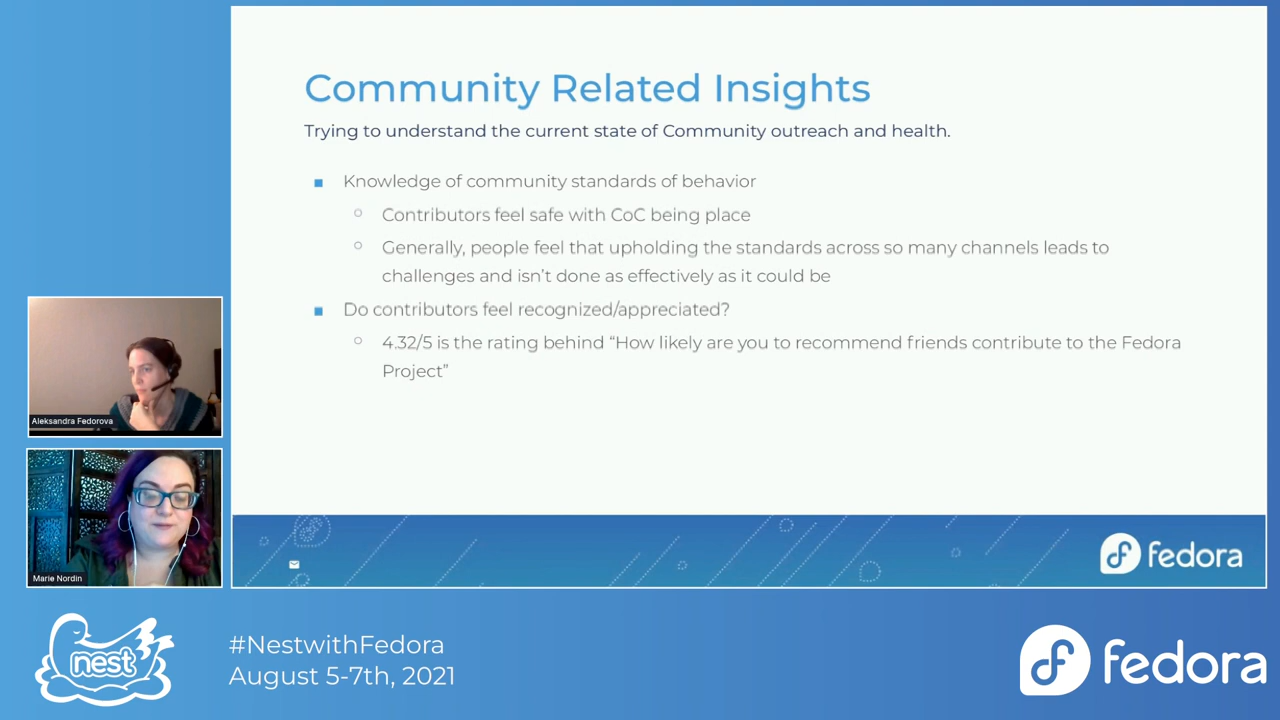 Community Related Insights
Trying to understand the current state of Community outreach and health.
Knowledge of community standards of behavior
Contributors feel safe with CoC being place
Generally, people feel that upholding the standards across so many channels leads to
challenges and isn't done as effectively as it could be
Do contributors feel recognized/appreciated?
4.32/5 is the rating behind “How likely are you to recommend friends contribute to the Fedora
Project”
Aleksandra Fedorova
Marie Nordin
fedora
nest
#NestwithFedora
August 5-7th, 2021
fedora